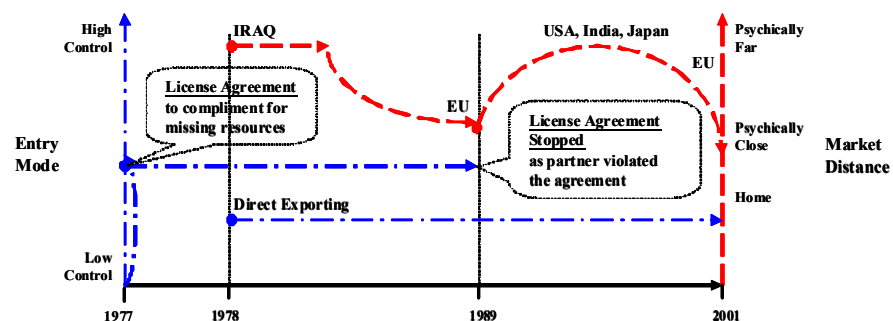 High
Control
IRAQ
USA, India, Japan
Psychically
Far
EU
License Agreement
to compliment for
missing resources
EU
License Agreement
Stopped
as partner violated
the agreement
Psychically
Close
Entry
Mode
Market
Distance
Direct Exporting
Home
Low
Control
1977
1978
1989
2001